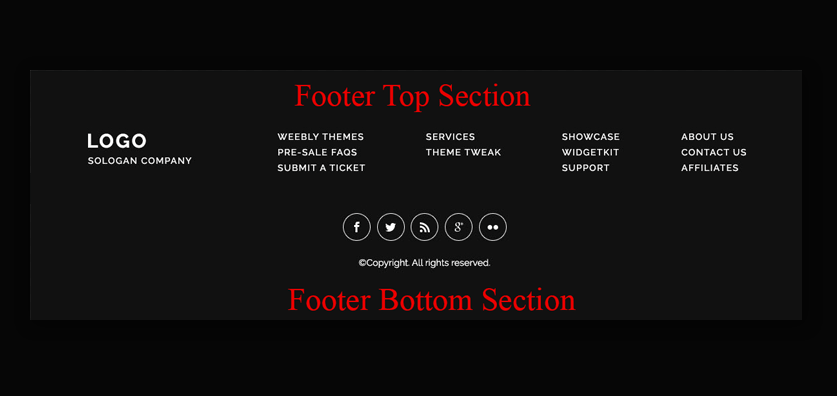 Footer Top Section
LOGO
SOLOGAN COMPANY
WEEBLY THEMES
PRE-SALE FAQS
SUBMIT A TICKET
SERVICES
THEME TWEAK
SHOWCASE
WIDGETKIT
SUPPORT
ABOUT US
CONTACT US
AFFILIATES
©Copyright. All rights reserved.
Footer Bottom Section